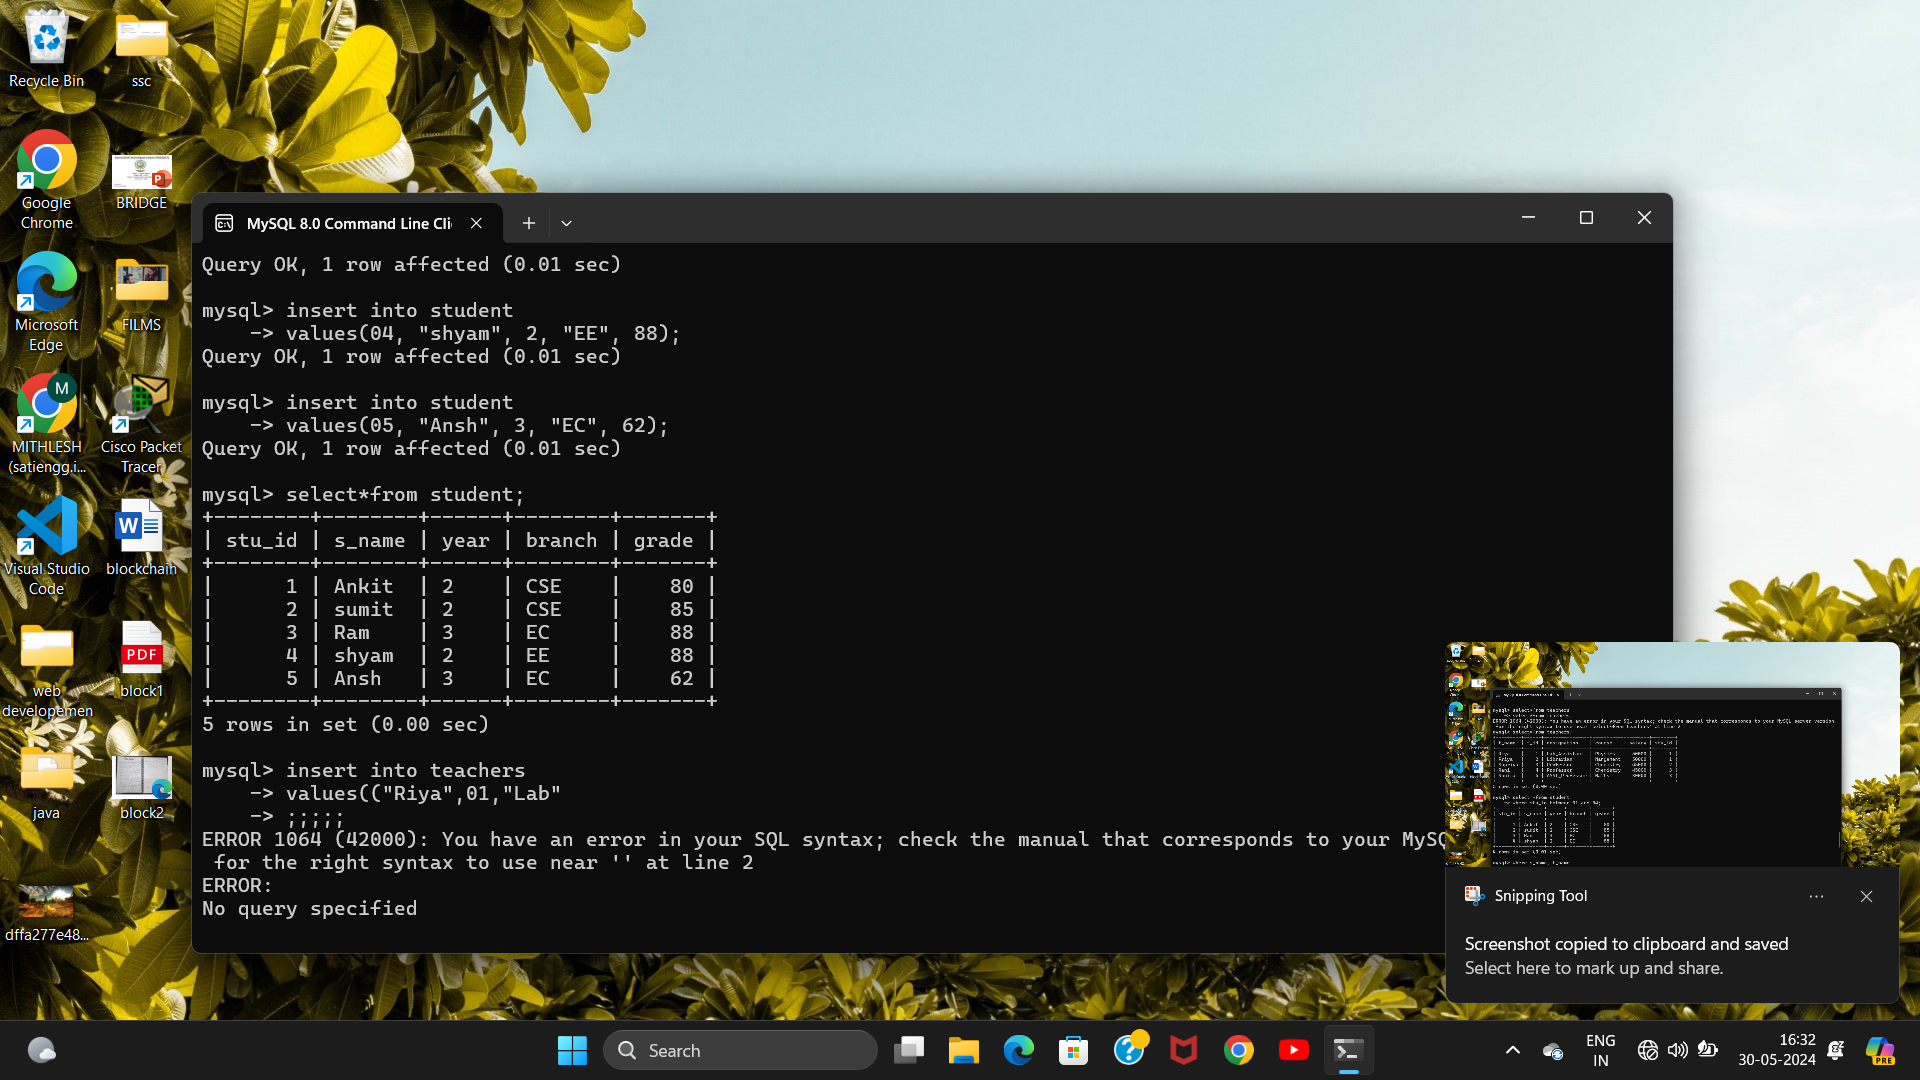 Recycle Bin
ssc
Google
Chrome
BRIDGE
Microsoft
Edge
FILMS
M
MITHLESH
(satiengg.i...
Cisco Packet
Tracer
Visual Studio
Code
W
blockchain
web
developemen
PDF
block1
java
block2
dffa277e48...
MySQL 8.0 Command Line Cli
Query OK, 1 row affected (0.01 sec)
mysql> insert into student
    -> values(04, "shyam", 2, "EE", 88);
Query OK, 1 row affected (0.01 sec)
mysql> insert into student
    -> values(05, "Ansh", 3, "EC", 62);
Query OK, 1 row affected (0.01 sec)
mysql> select*from student;
+--------+--------+------+--------+-------+
| stu_id | s_name | year | branch | grade |
+--------+--------+------+--------+-------+
|      1 | Ankit  | 2    | CSE    |    80 |
|      2 | sumit  | 2    | CSE    |    85 |
|      3 | Ram    | 3    | EC     |    88 |
|      4 | shyam  | 2    | EE     |    88 |
|      5 | Ansh   | 3    | EC     |    62 |
+--------+--------+------+--------+-------+
5 rows in set (0.00 sec)
mysql> insert into teachers
    -> values(("Riya",01,"Lab"
    -> ;;;;;
ERROR 1064 (42000): You have an error in your SQL syntax; check the manual that corresponds to your MySQ
 for the right syntax to use near '' at line 2
ERROR:
No query specified
Snipping Tool
Screenshot copied to clipboard and saved
Select here to mark up and share.
Search
ENG
IN
16:32
30-05-2024
PRE